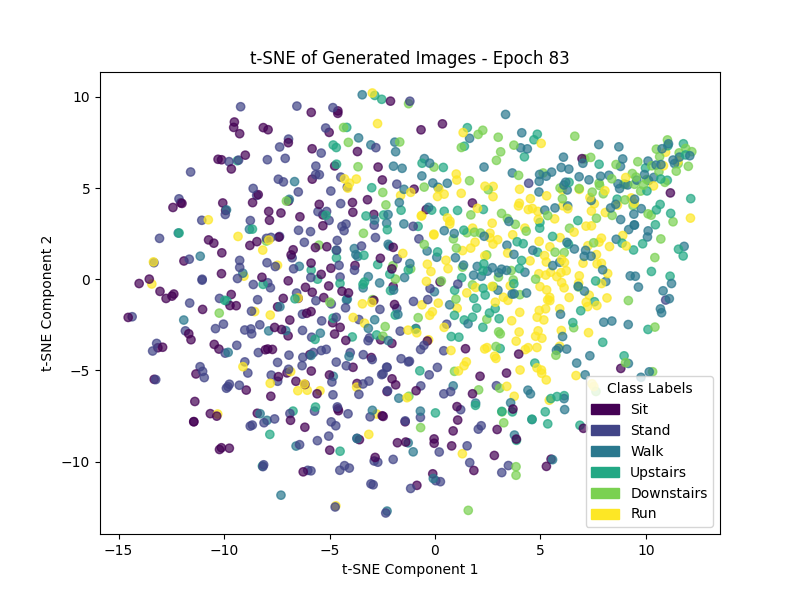 t-SNE of Generated Images - Epoch 83
10
5
0
−5
−10
t-SNE Component 2
Class Labels
Sit
Stand
Walk
Upstairs
Downstairs
Run
−15
−10
−5
0
5
10
t-SNE Component 1